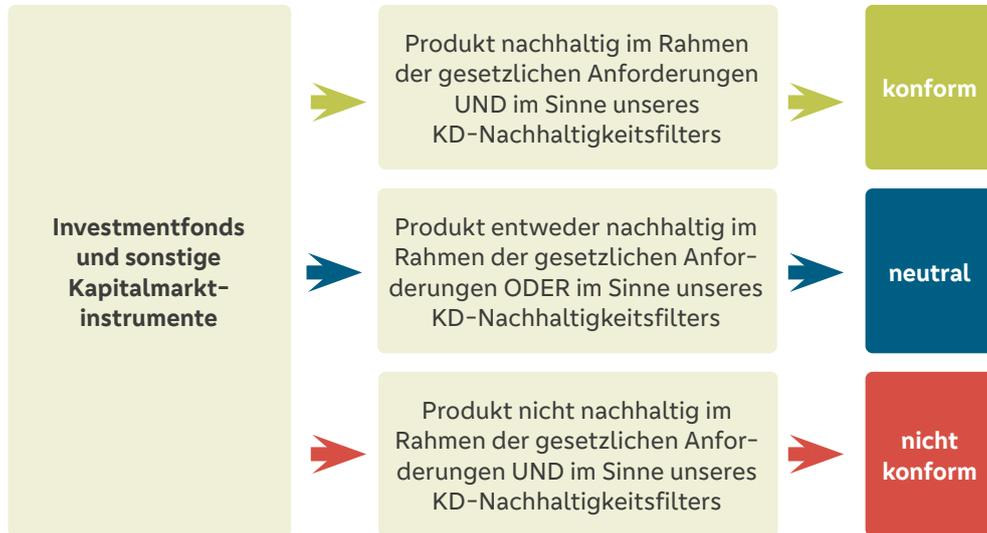 Investmentfonds
und sonstige
Kapitalmarkt-
instrumente
Produkt nachhaltig im Rahmen
der gesetzlichen Anforderungen
UND im Sinne unseres
KD-Nachhaltigkeitsfilters
konform
Produkt entweder nachhaltig im
Rahmen der gesetzlichen Anfor-
derungen ODER im Sinne unseres
KD-Nachhaltigkeitsfilters
neutral
Produkt nicht nachhaltig im
Rahmen der gesetzlichen Anfor-
derungen UND im Sinne unseres
KD-Nachhaltigkeitsfilters
nicht
konform